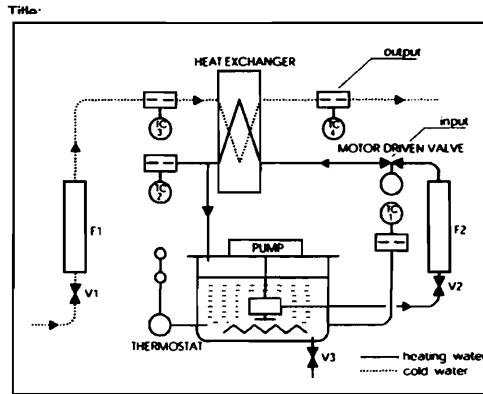 Title:
output
HEAT EXCHANGER
TC
3
TC
4
input
MOTOR DRIVEN VALVE
TC
2
TC
1
F1
F2
PUMP
V1
V2
THERMOSTAT
V3
heating water
cold water